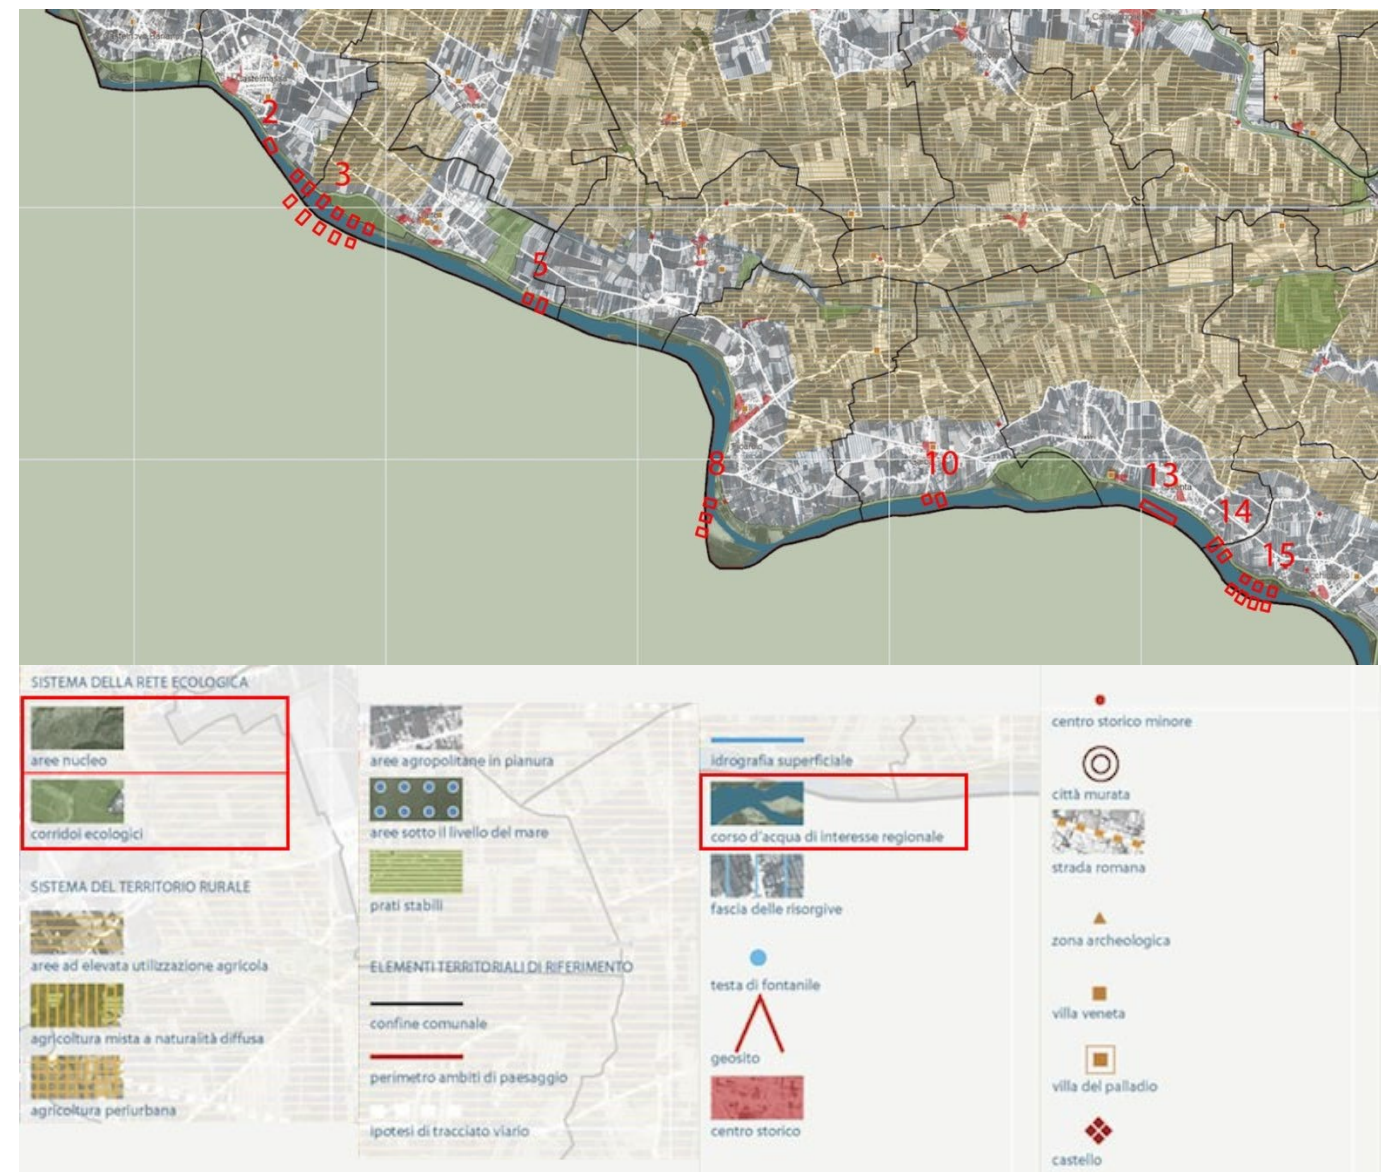 2
3
5
8
10
13
14
15
SISTEMA DELLA RETE ECOLOGICA
aree nucleo
corridoi ecologici
SISTEMA DEL TERRITORIO RURALE
aree ad elevata utilizzazione agricola
agricoltura mista a naturalità diffusa
agricoltura periurbana
aree agropolitane in pianura
aree sotto il livello del mare
prati stabili
ELEMENTI TERRITORIALI DI RIFERIMENTO
confine comunale
perimetro ambiti di paesaggio
ipotesi di tracciato viario
idrografia superficiale
corso d'acqua di interesse regionale
fascia delle risorgive
testa di fontanile
geosito
centro storico
centro storico minore
città murata
strada romana
zona archeologica
villa veneta
villa del palladio
castello